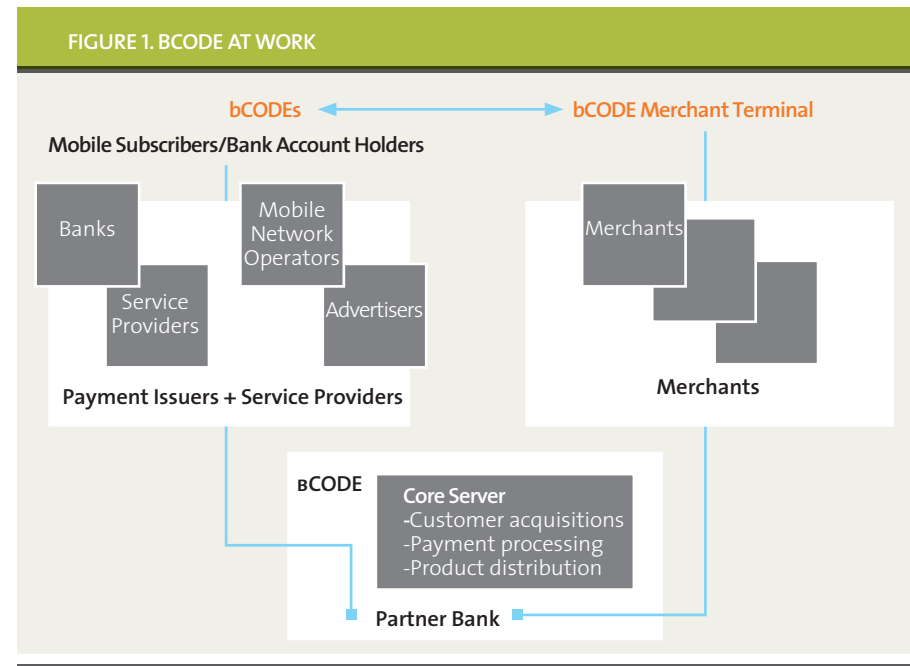 FIGURE 1. BCODE AT WORK
bCODEs
bCODE Merchant Terminal
Mobile Subscribers/Bank Account Holders
Banks
Service
Providers
Mobile
Network
Operators
Advertisers
Payment Issuers + Service Providers
Merchants
Merchants
BCODE
Core Server
-Customer acquisitions
-Payment processing
-Product distribution
Partner Bank